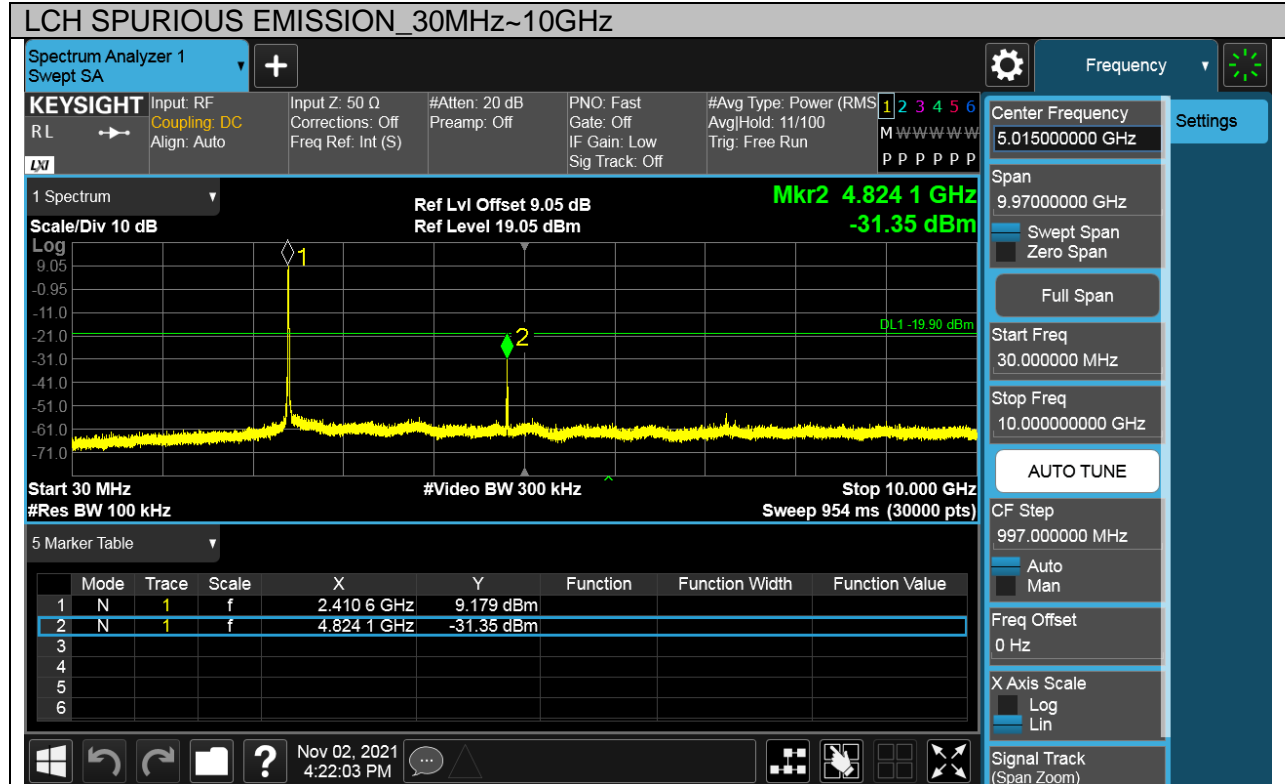 LCH SPURIOUS EMISSION_30MHz~10GHz
Spectrum Analyzer 1
Swept SA
Frequency
KEYSIGHT
RL
LXI
Input: RF
Coupling: DC
Align: Auto
Input Z: 50 Ω
Corrections: Off
Freq Ref: Int (S)
#Atten: 20 dB
Preamp: Off
PNO: Fast
Gate: Off
IF Gain: Low
Sig Track: Off
#Avg Type: Power (RMS
Avg|Hold: 11/100
Trig: Free Run
1 2 3 4 5 6
M W W W W W
P P P P P P
1 Spectrum
Scale/Div 10 dB
Ref Lvl Offset 9.05 dB
Ref Level 19.05 dBm
Mkr2 4.824 1 GHz
-31.35 dBm
Log
9.05
-0.95
-11.0
-21.0
-31.0
-41.0
-51.0
-61.0
-71.0
1
2
DL1 -19.90 dBm
Start 30 MHz
#Video BW 300 kHz
Stop 10.000 GHz
#Res BW 100 kHz
Sweep 954 ms (30000 pts)
5 Marker Table
Mode Trace Scale X Y Function Function Width Function Value
1 N 1 f 2.410 6 GHz 9.179 dBm
2 N 1 f 4.824 1 GHz -31.35 dBm
3
4
5
6
Nov 02, 2021
4:22:03 PM
Center Frequency
5.015000000 GHz
Settings
Span
9.97000000 GHz
Swept Span
Zero Span
Full Span
Start Freq
30.000000 MHz
Stop Freq
10.000000000 GHz
AUTO TUNE
CF Step
997.000000 MHz
Auto
Man
Freq Offset
0 Hz
X Axis Scale
Log
Lin
Signal Track
(Span Zoom)